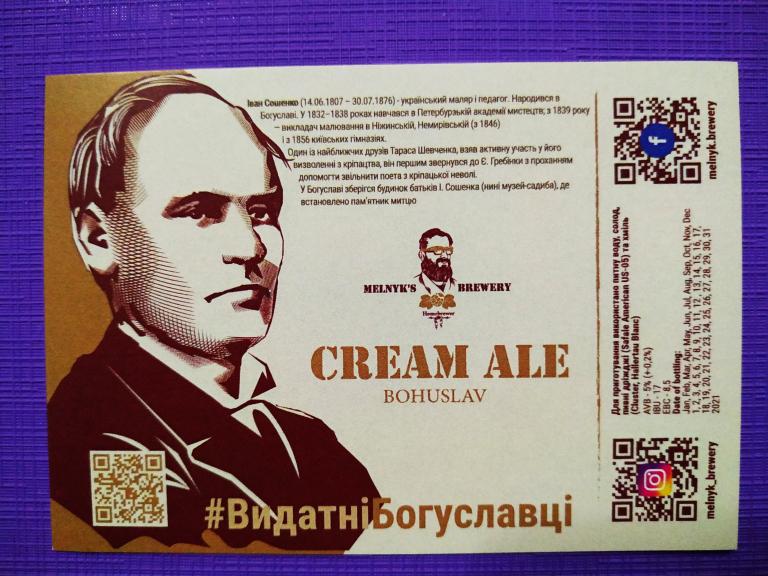 Іван Сошенко (14.06.1807 – 30.07.1876) - український маляр і педагог. Народився в
Богуславі. У 1832–1838 роках навчався в Петербурзькій академії мистецтв; з 1839 року
– викладач малювання в Ніжинській, Немирівській (з 1846)
і з 1856 київських гімназіях.
Один із найближчих друзів Тараса Шевченка, взяв активну участь у його
визволенні з кріпацтва, він першим звернувся до Є. Гребінки з проханням
допомогти звільнити поета з кріпацької неволі.
У Богуславі зберігся будинок батьків І. Сошенка (нині музей-садиба), де
встановлено пам'ятник митцю
MELNYK'S BREWERY
Homebrewer
CREAM ALE
BOHUSLAV
#ВидатніБогуславці
melnyk.brewery
Для приготування використано питну воду, солод,
пивні дріжджі (Safale American US-05) та хміль
(Cluster, Hallertau Blanc)
AVB - 5% (+-0,2%)
IBU - 17
EBC - 8,5
Date of bottling:
Jan, Feb, Mar, Apr, May, Jun, Jul, Aug, Sep, Oct, Nov, Dec
1, 2, 3, 4, 5, 6, 7, 8, 9, 10, 11, 12, 13, 14, 15, 16, 17,
18, 19, 20, 21, 22, 23, 24, 25, 26, 27, 28, 29, 30, 31
2021
melnyk_brewery